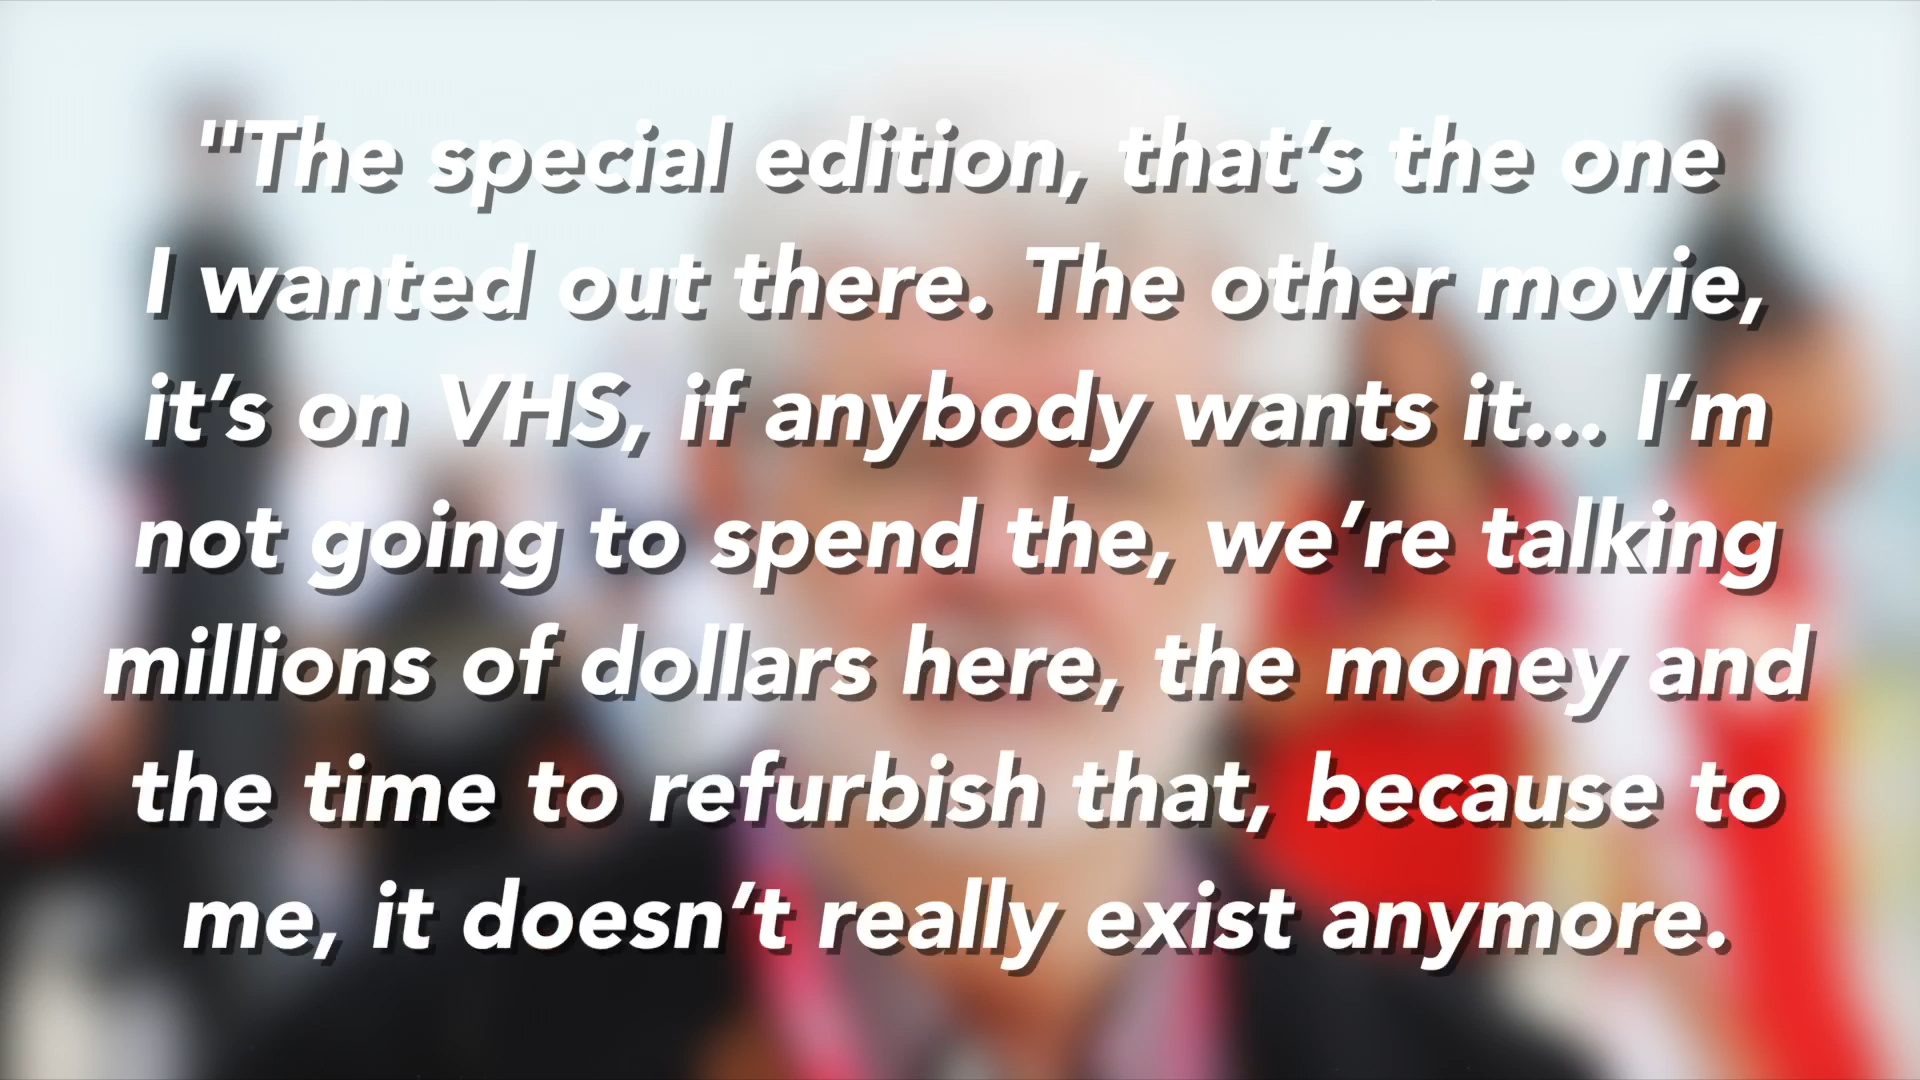 "The special edition, that’s the one
I wanted out there. The other movie,
it’s on VHS, if anybody wants it... I’m
not going to spend the, we’re talking
millions of dollars here, the money and
the time to refurbish that, because to
me, it doesn’t really exist anymore.